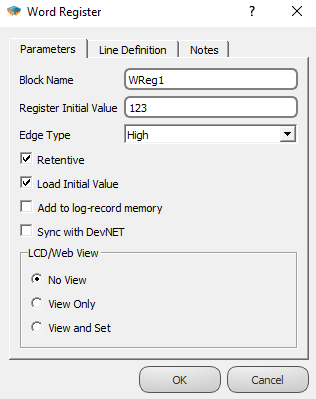 Word Register
?
Parameters
Line Definition
Notes
Block Name
WReg1
Register Initial Value
123
Edge Type
High
Retentive
Load Initial Value
Add to log-record memory
Sync with DevNET
LCD/Web View
No View
View Only
View and Set
OK
Cancel